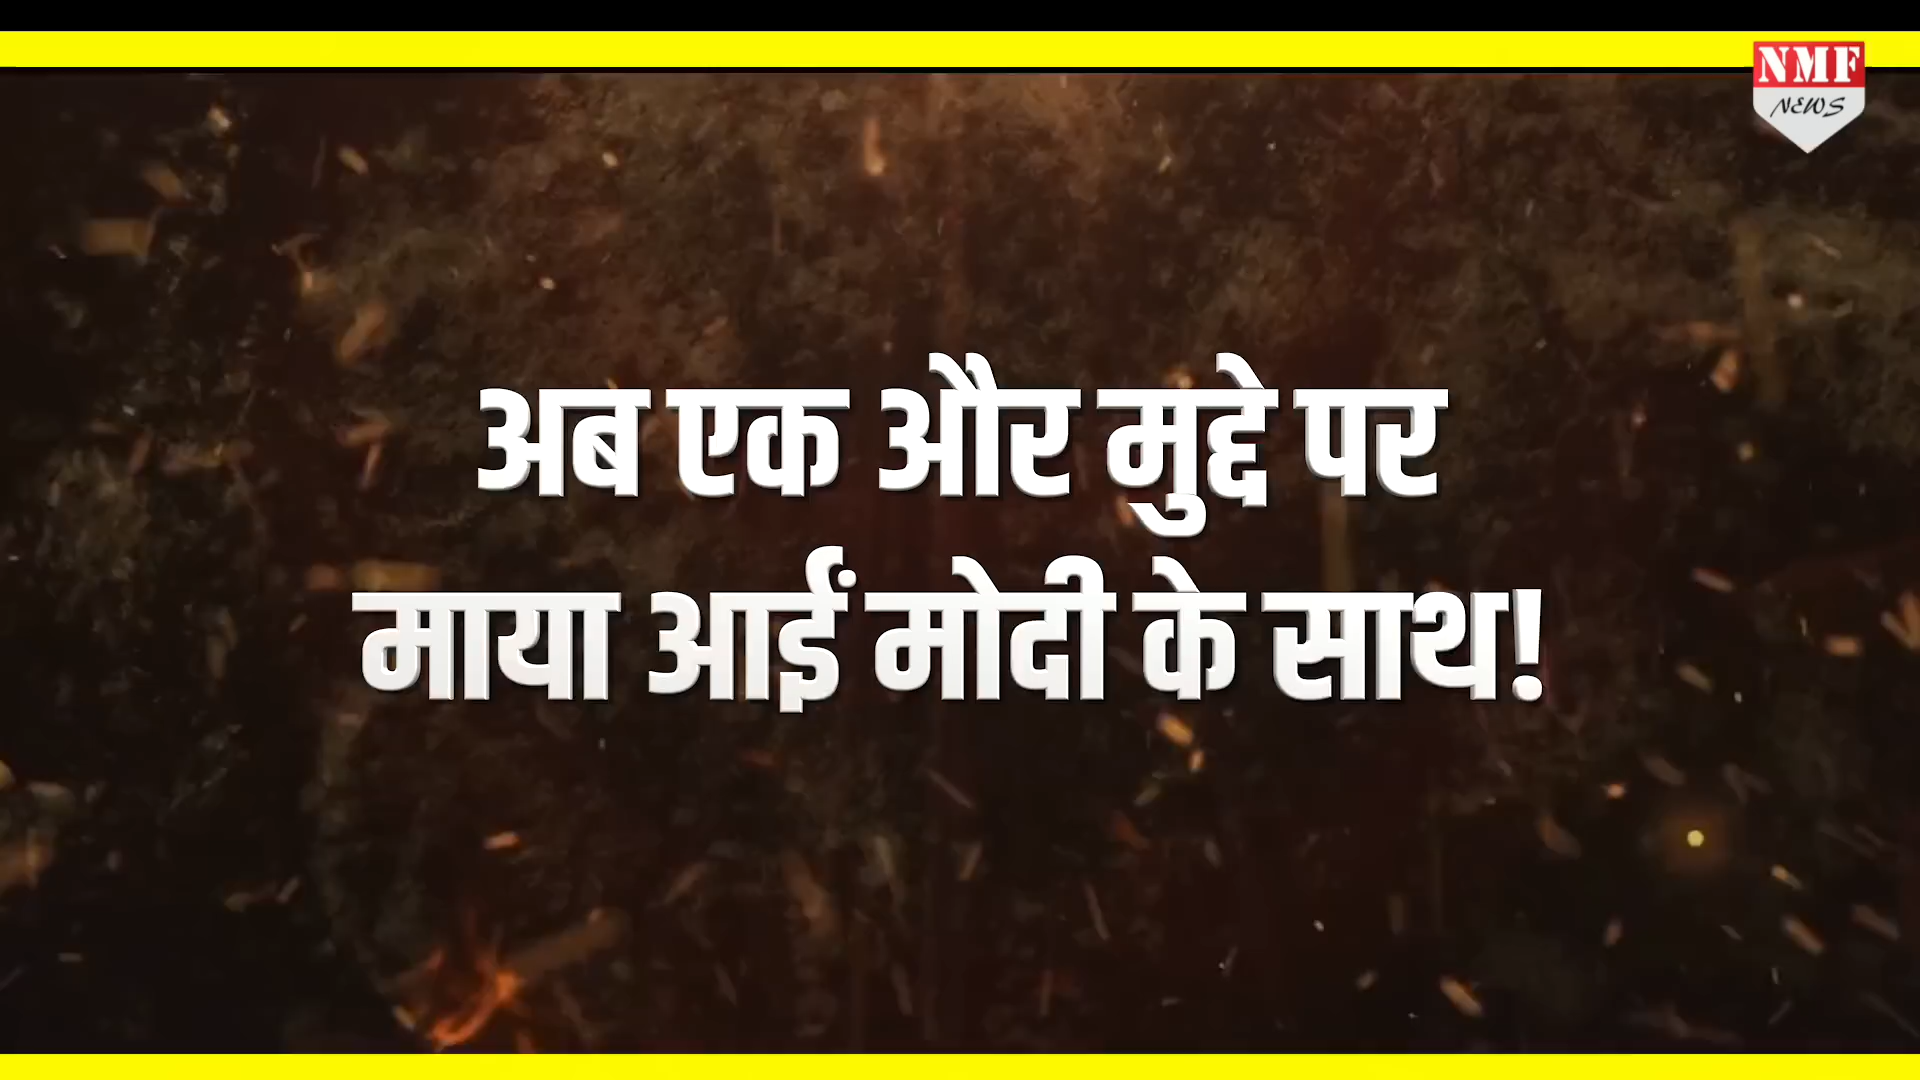 NMF
NEWS
अब एक और मुद्दे पर
माया आईं मोदी के साथ!